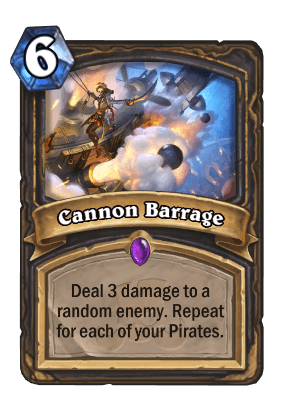 6
Cannon Barrage
Deal 3 damage to a
random enemy. Repeat
for each of your Pirates.